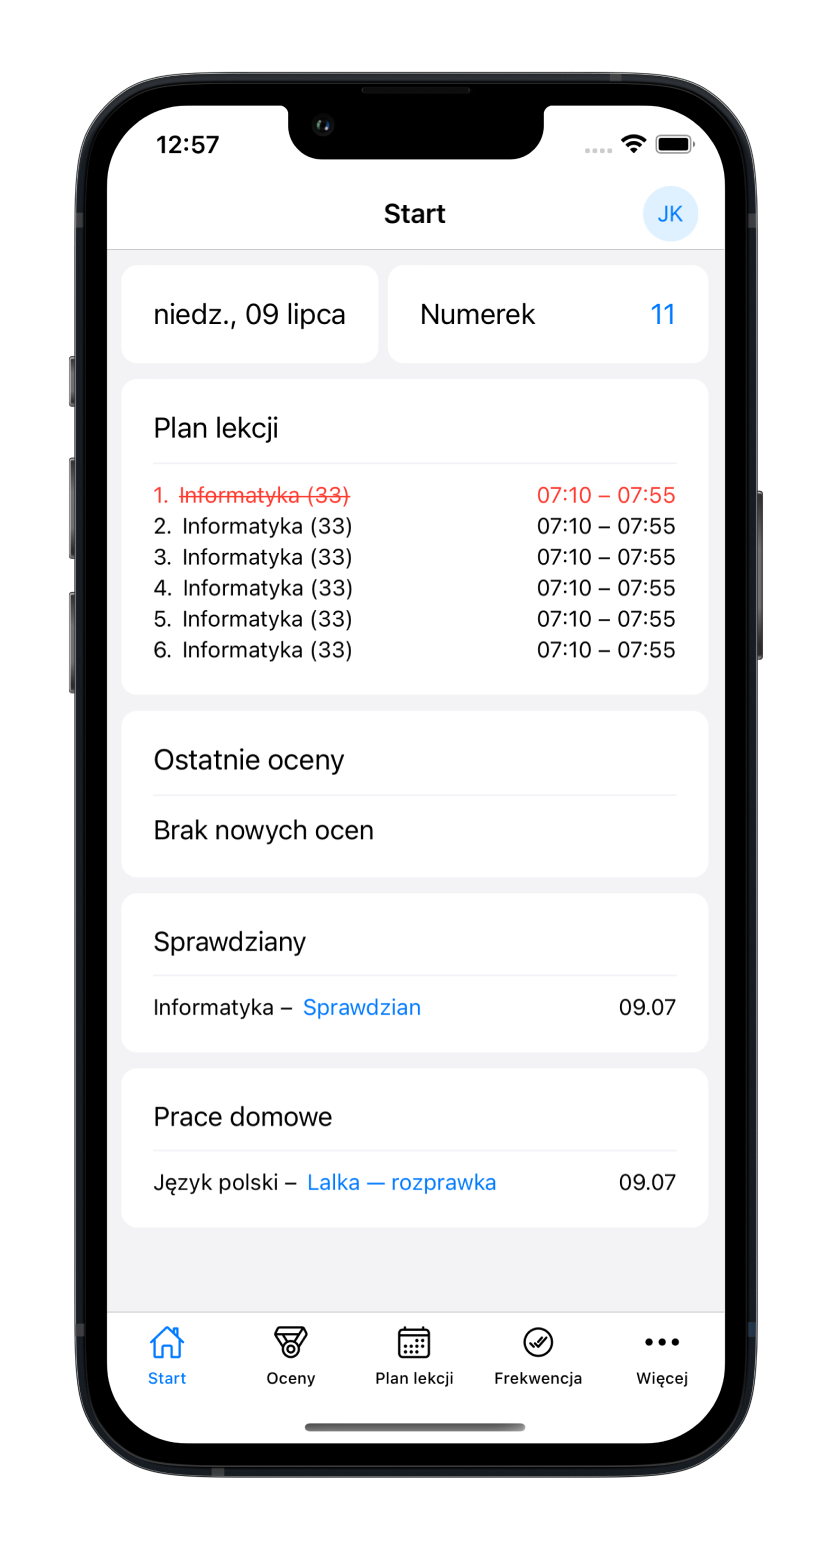 12:57
Start
JK
niedz., 09 lipca
Numerek 11
Plan lekcji
1. Informatyka (33) 07:10 – 07:55
2. Informatyka (33) 07:10 – 07:55
3. Informatyka (33) 07:10 – 07:55
4. Informatyka (33) 07:10 – 07:55
5. Informatyka (33) 07:10 – 07:55
6. Informatyka (33) 07:10 – 07:55
Ostatnie oceny
Brak nowych ocen
Sprawdziany
Informatyka – Sprawdzian 09.07
Prace domowe
Język polski – Lalka — rozprawka 09.07
Start Oceny Plan lekcji Frekwencja Więcej